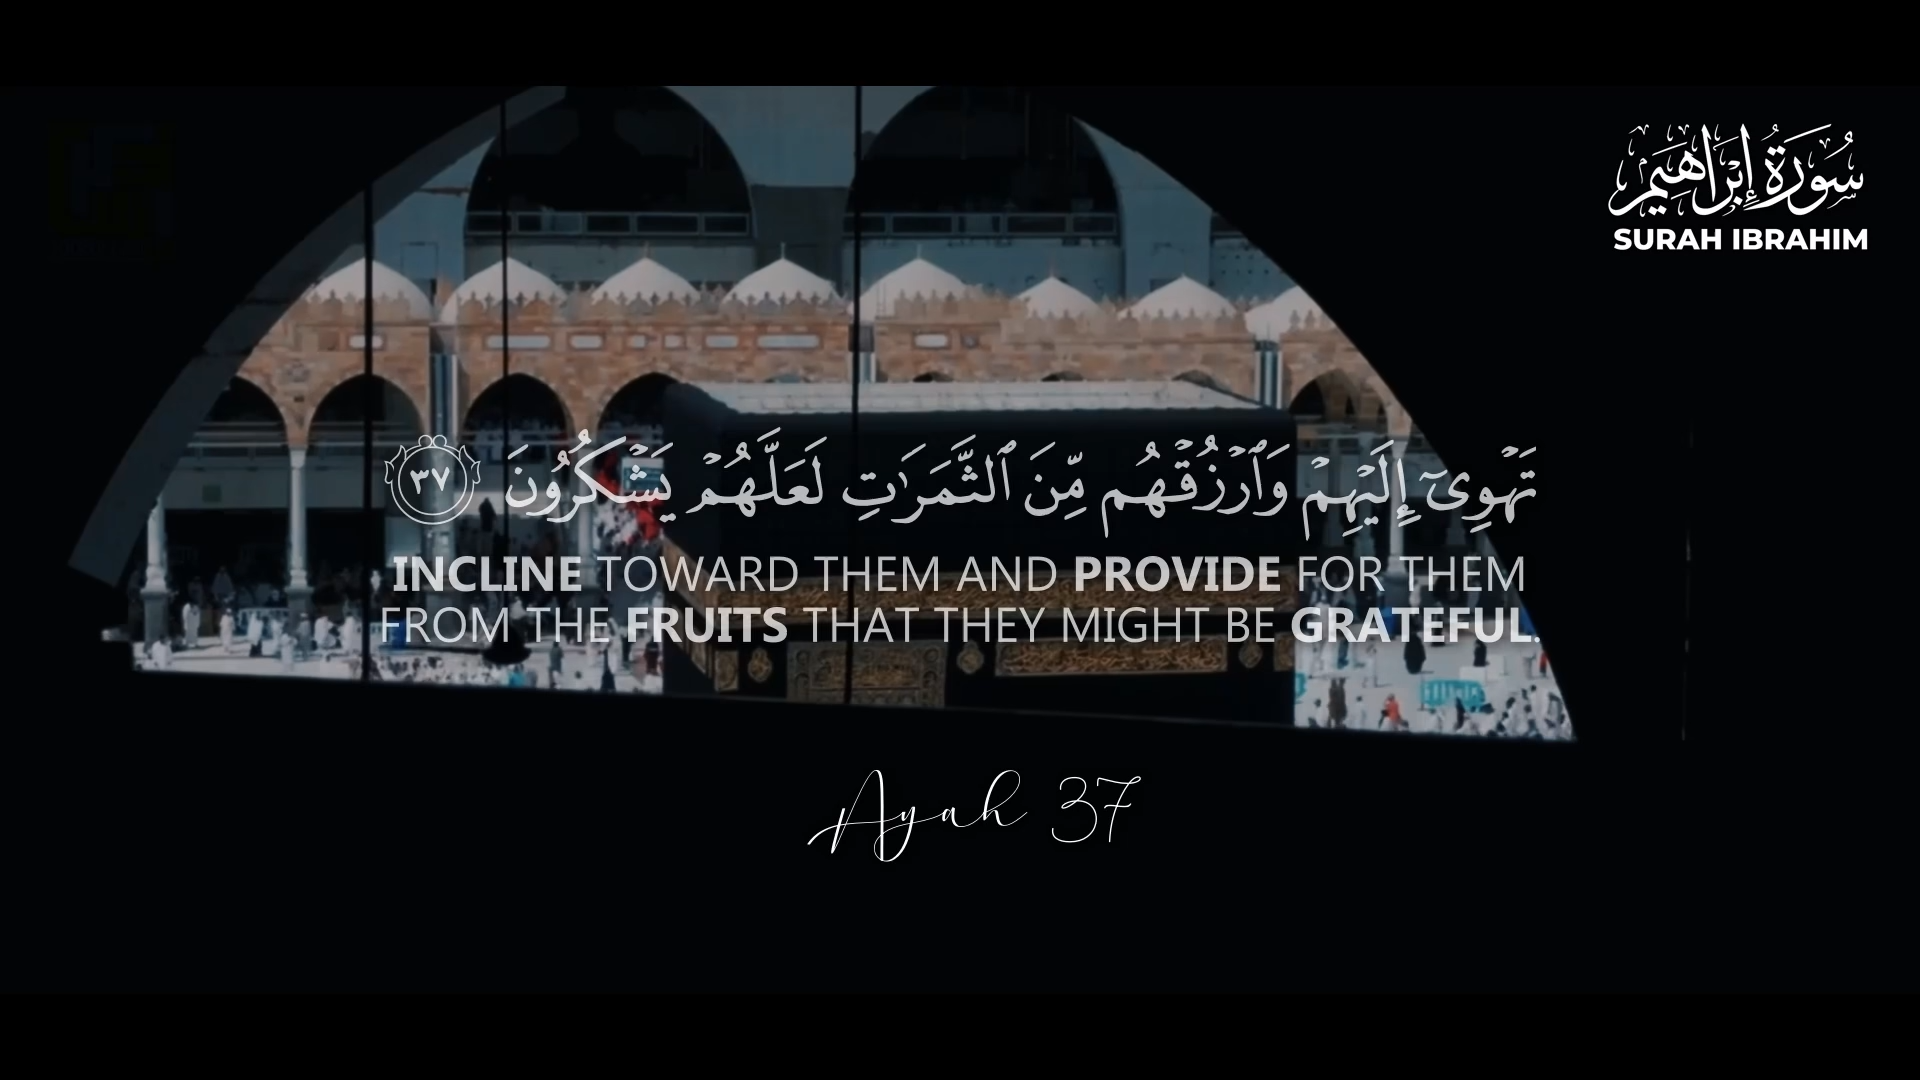 سُورَةُ إِبْرَاهِيم
SURAH IBRAHIM
تَهْوِىٓ إِلَيْهِمْ وَٱرْزُقْهُم مِّنَ ٱلثَّمَرَٰتِ لَعَلَّهُمْ يَشْكُرُونَ ٣٧
INCLINE TOWARD THEM AND PROVIDE FOR THEM
FROM THE FRUITS THAT THEY MIGHT BE GRATEFUL.
Ayah 37